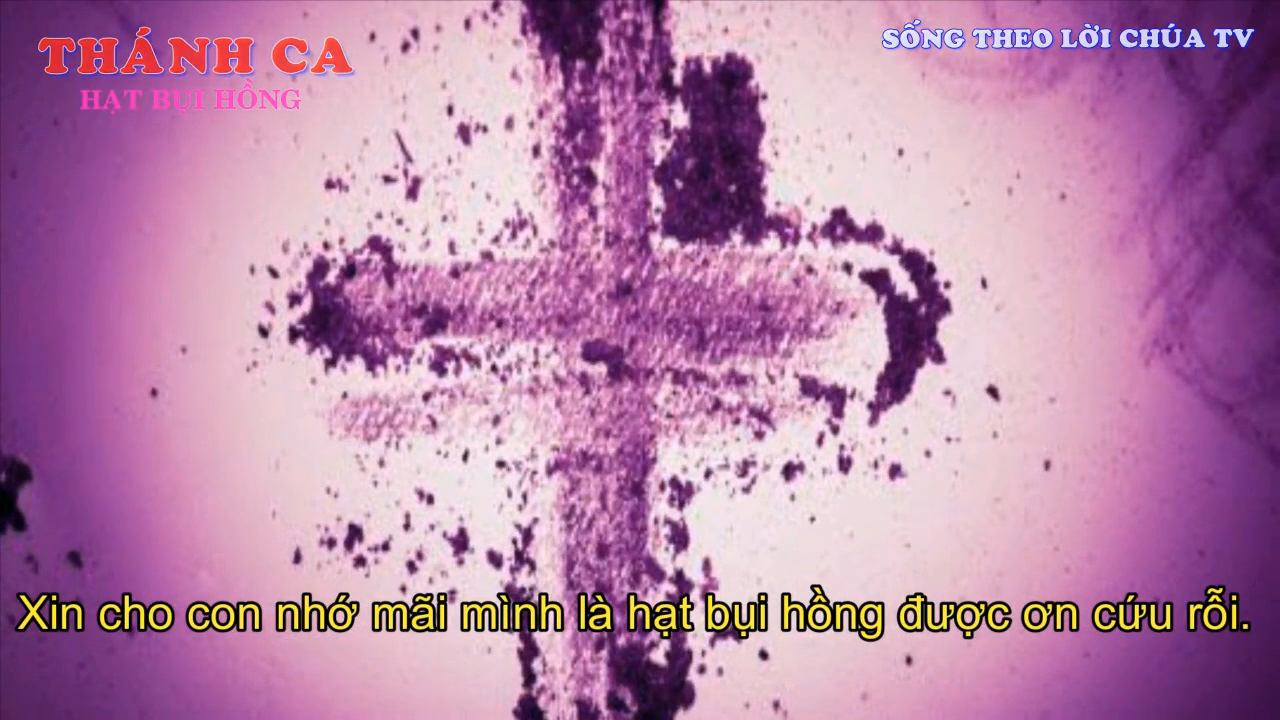 THÁNH CA
HẠT BỤI HỒNG
SỐNG THEO LỜI CHÚA TV
Xin cho con nhớ mãi mình là hạt bụi hồng được ơn cứu rỗi.